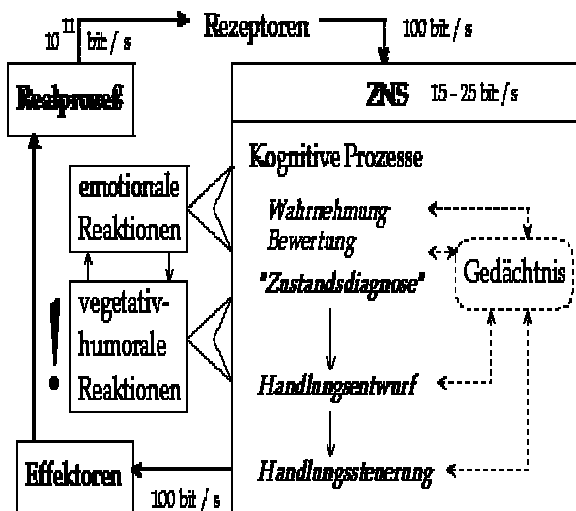 10^11 bit / s
Rezeptoren
100 bit / s
Realprozeß
ZNS 15 - 25 bit / s
Kognitive Prozesse
emotionale
Reaktionen
Wahrnehmung
Bewertung
"Zustandsdiagnose"
Gedächtnis
!
vegetativ-
humorale
Reaktionen
Handlungsentwurf
Handlungssteuerung
Effektoren
100 bit / s